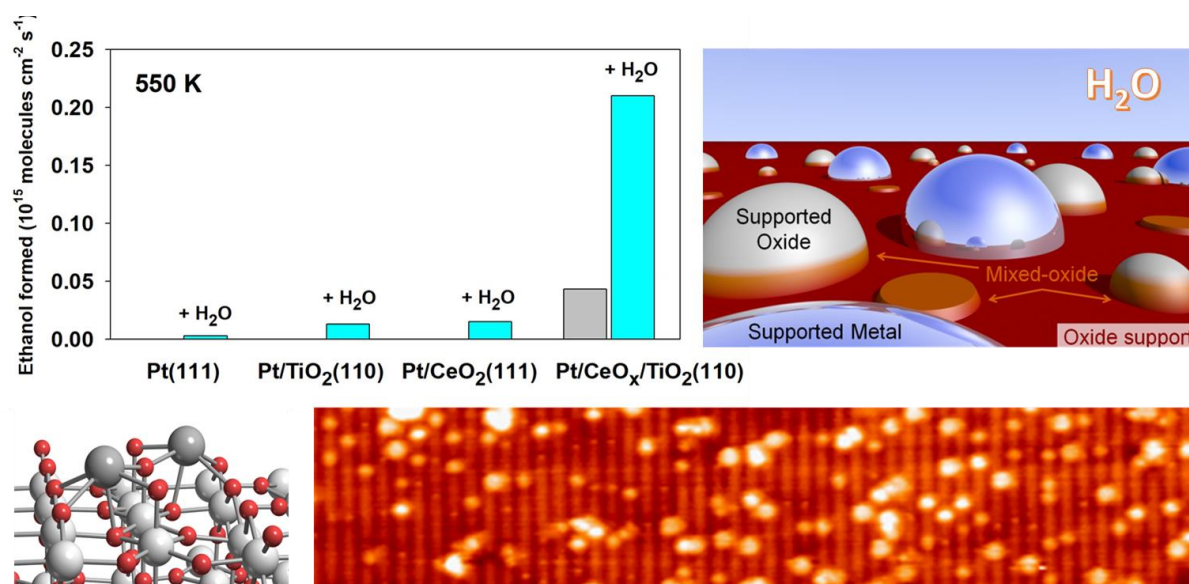 Ethanol formed (10¹⁵ molecules cm⁻² s⁻¹)
0.25
0.20
0.15
0.10
0.05
0.00
550 K
+ H₂O
+ H₂O
+ H₂O
+ H₂O
Pt(111)
Pt/TiO₂(110)
Pt/CeO₂(111)
Pt/CeOₓ/TiO₂(110)
H₂O
Supported
Oxide
Mixed-oxide
Supported Metal
Oxide support